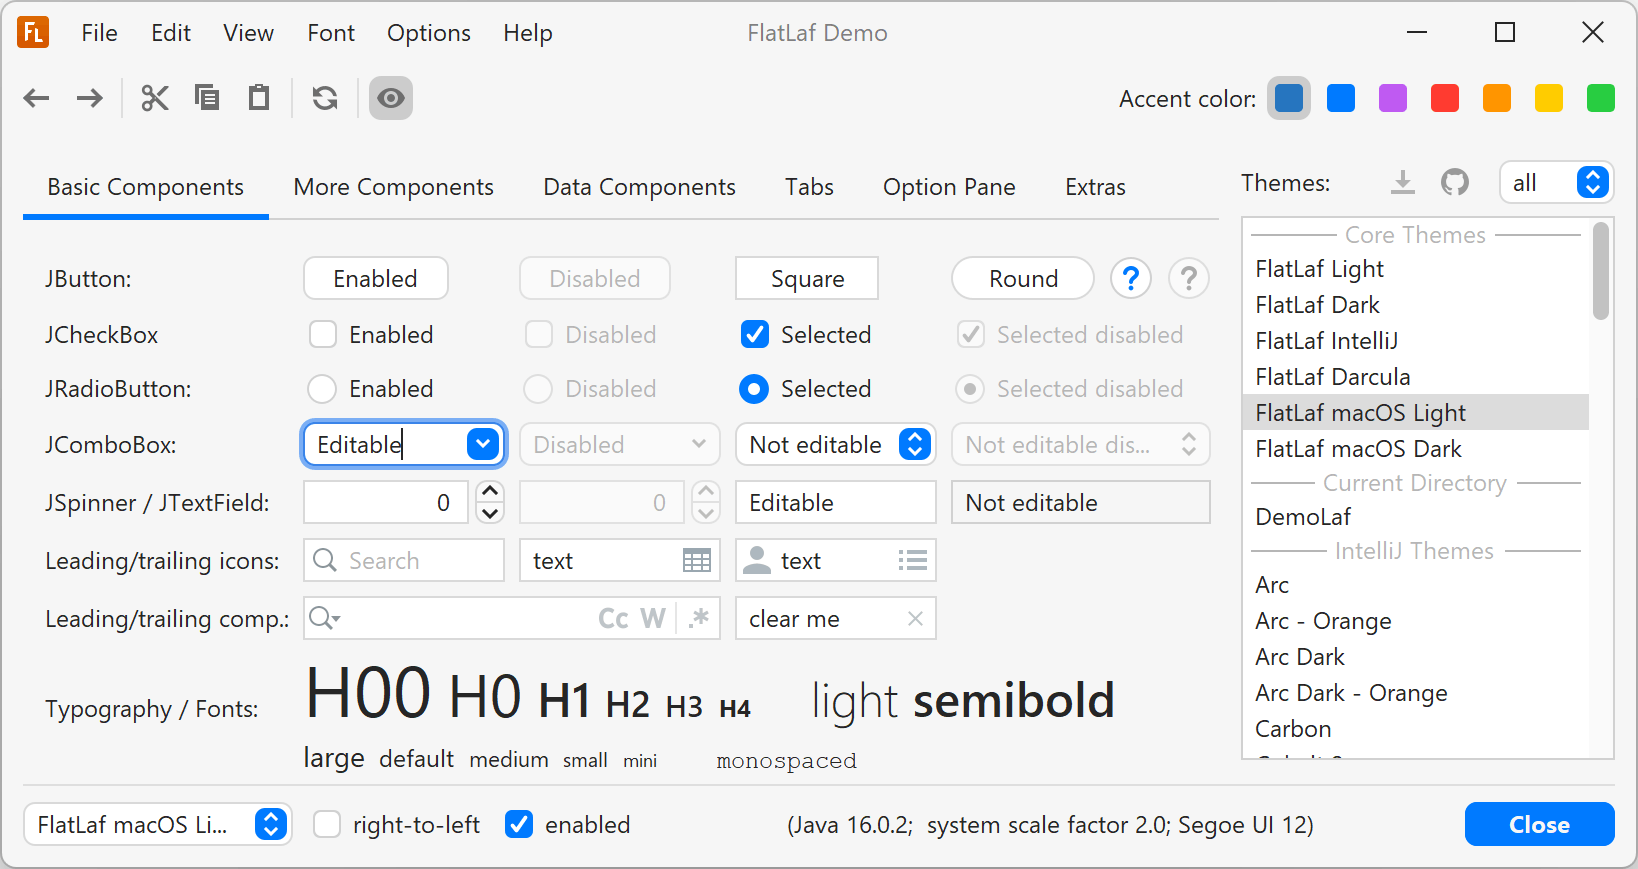 FL File Edit View Font Options Help FlatLaf Demo
Accent color:
Basic Components More Components Data Components Tabs Option Pane Extras
Themes: all
JButton: Enabled Disabled Square Round ? ?
JCheckBox Enabled Disabled Selected Selected disabled
JRadioButton: Enabled Disabled Selected Selected disabled
JComboBox: Editable Disabled Not editable Not editable dis...
JSpinner / JTextField: 0 0 Editable Not editable
Leading/trailing icons: Search text text
Leading/trailing comp.: Cc W .* clear me
Typography / Fonts: H00 H0 H1 H2 H3 H4 light semibold
large default medium small mini monospaced
Core Themes
FlatLaf Light
FlatLaf Dark
FlatLaf IntelliJ
FlatLaf Darcula
FlatLaf macOS Light
FlatLaf macOS Dark
Current Directory
DemoLaf
IntelliJ Themes
Arc
Arc - Orange
Arc Dark
Arc Dark - Orange
Carbon
FlatLaf macOS Li... right-to-left enabled (Java 16.0.2; system scale factor 2.0; Segoe UI 12) Close